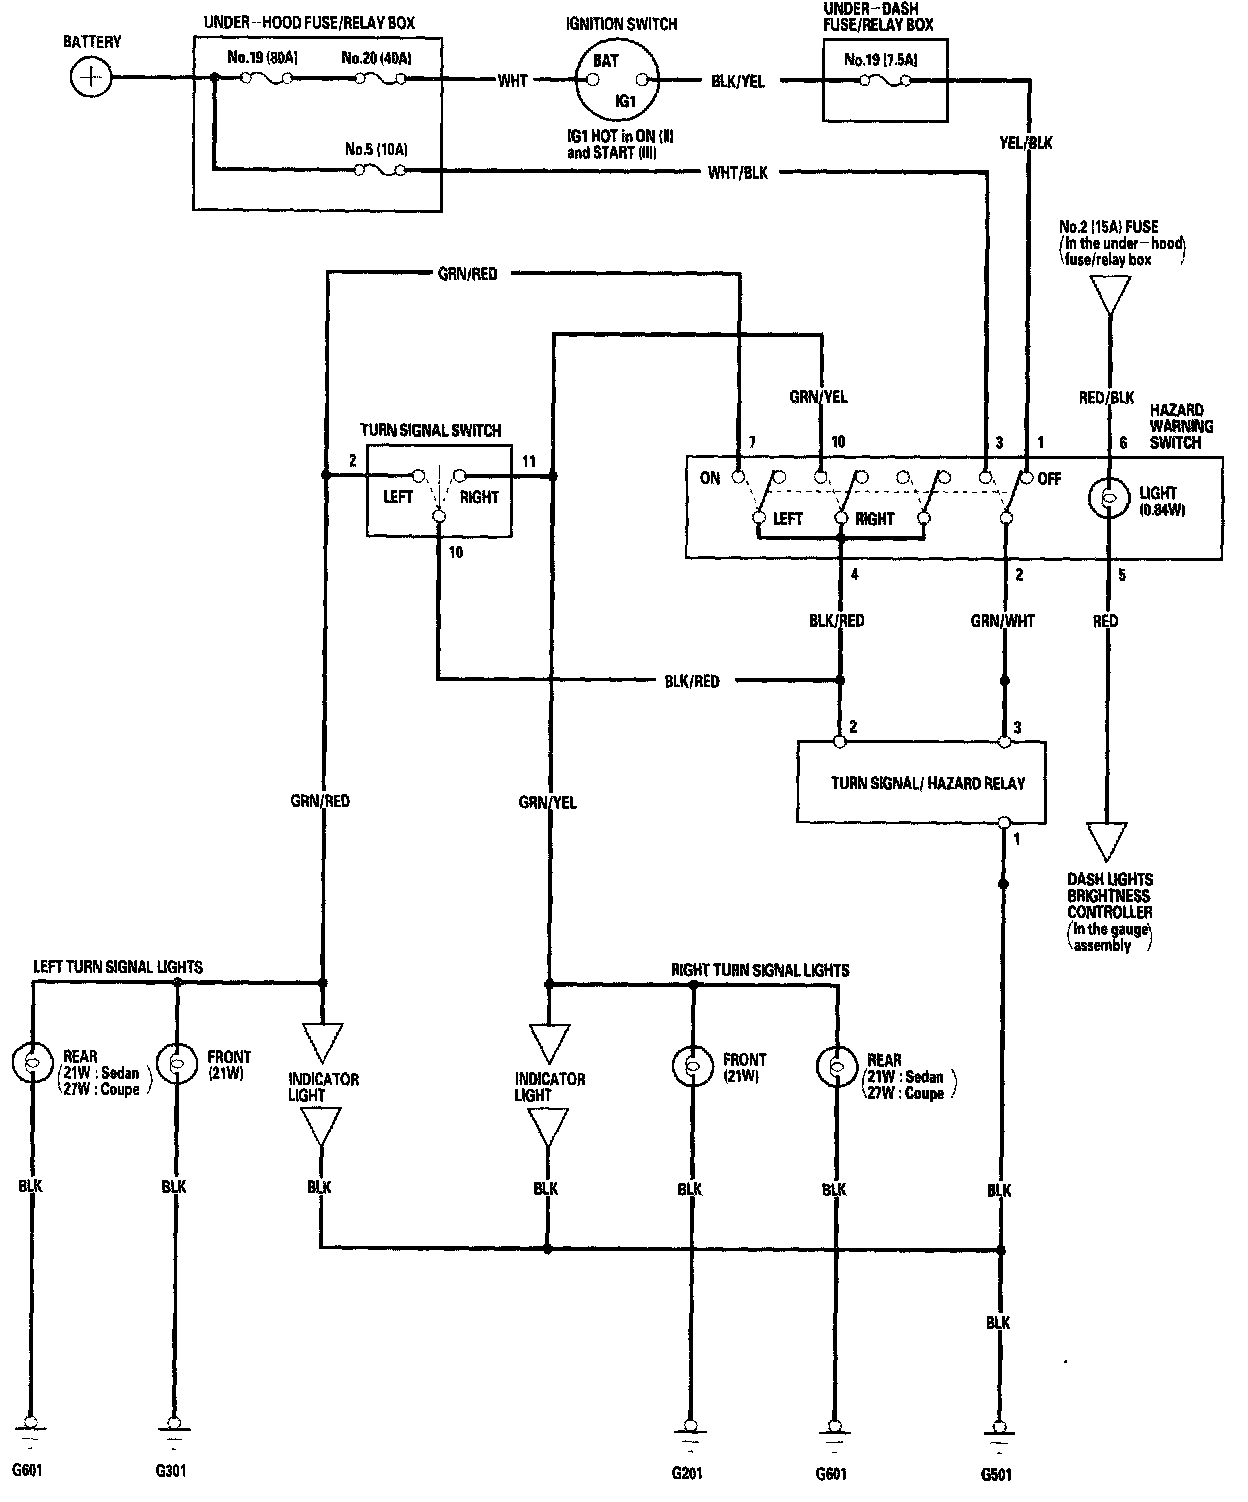 BATTERY
UNDER-HOOD FUSE/RELAY BOX
No.19 (80A)
No.20 (40A)
No.5 (10A)
WHT
IGNITION SWITCH
BAT
IG1
IG1 HOT in ON (II)
and START (III)
BLK/YEL
UNDER-DASH
FUSE/RELAY BOX
No.19 (7.5A)
YEL/BLK
WHT/BLK
No.2 (15A) FUSE
(In the under-hood
fuse/relay box)
GRN/RED
GRN/YEL
RED/BLK
HAZARD
WARNING
SWITCH
TURN SIGNAL SWITCH
2
11
LEFT
RIGHT
10
7
10
3
1
6
ON
OFF
LEFT
RIGHT
LIGHT
(0.84W)
4
2
5
BLK/RED
GRN/WHT
RED
BLK/RED
2
3
TURN SIGNAL/HAZARD RELAY
1
GRN/RED
GRN/YEL
DASH LIGHTS
BRIGHTNESS
CONTROLLER
(In the gauge
assembly)
LEFT TURN SIGNAL LIGHTS
RIGHT TURN SIGNAL LIGHTS
REAR
(21W : Sedan
27W : Coupe)
FRONT
(21W)
INDICATOR
LIGHT
INDICATOR
LIGHT
FRONT
(21W)
REAR
(21W : Sedan
27W : Coupe)
BLK
BLK
BLK
BLK
BLK
BLK
BLK
BLK
G601
G301
G201
G601
G501